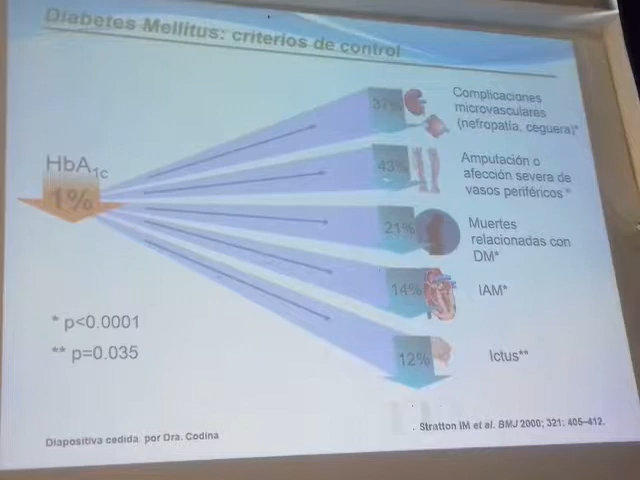 Diabetes Mellitus: criterios de control
HbA1c
1%
37%
Complicaciones
microvasculares
(nefropatía, ceguera)*
43%
Amputación o
afección severa de
vasos periféricos *
21%
Muertes
relacionadas con
DM*
14%
IAM*
12%
Ictus**
* p<0.0001
** p=0.035
Diapositiva cedida por Dra. Codina
. Stratton IM et al. BMJ 2000; 321: 405–412.